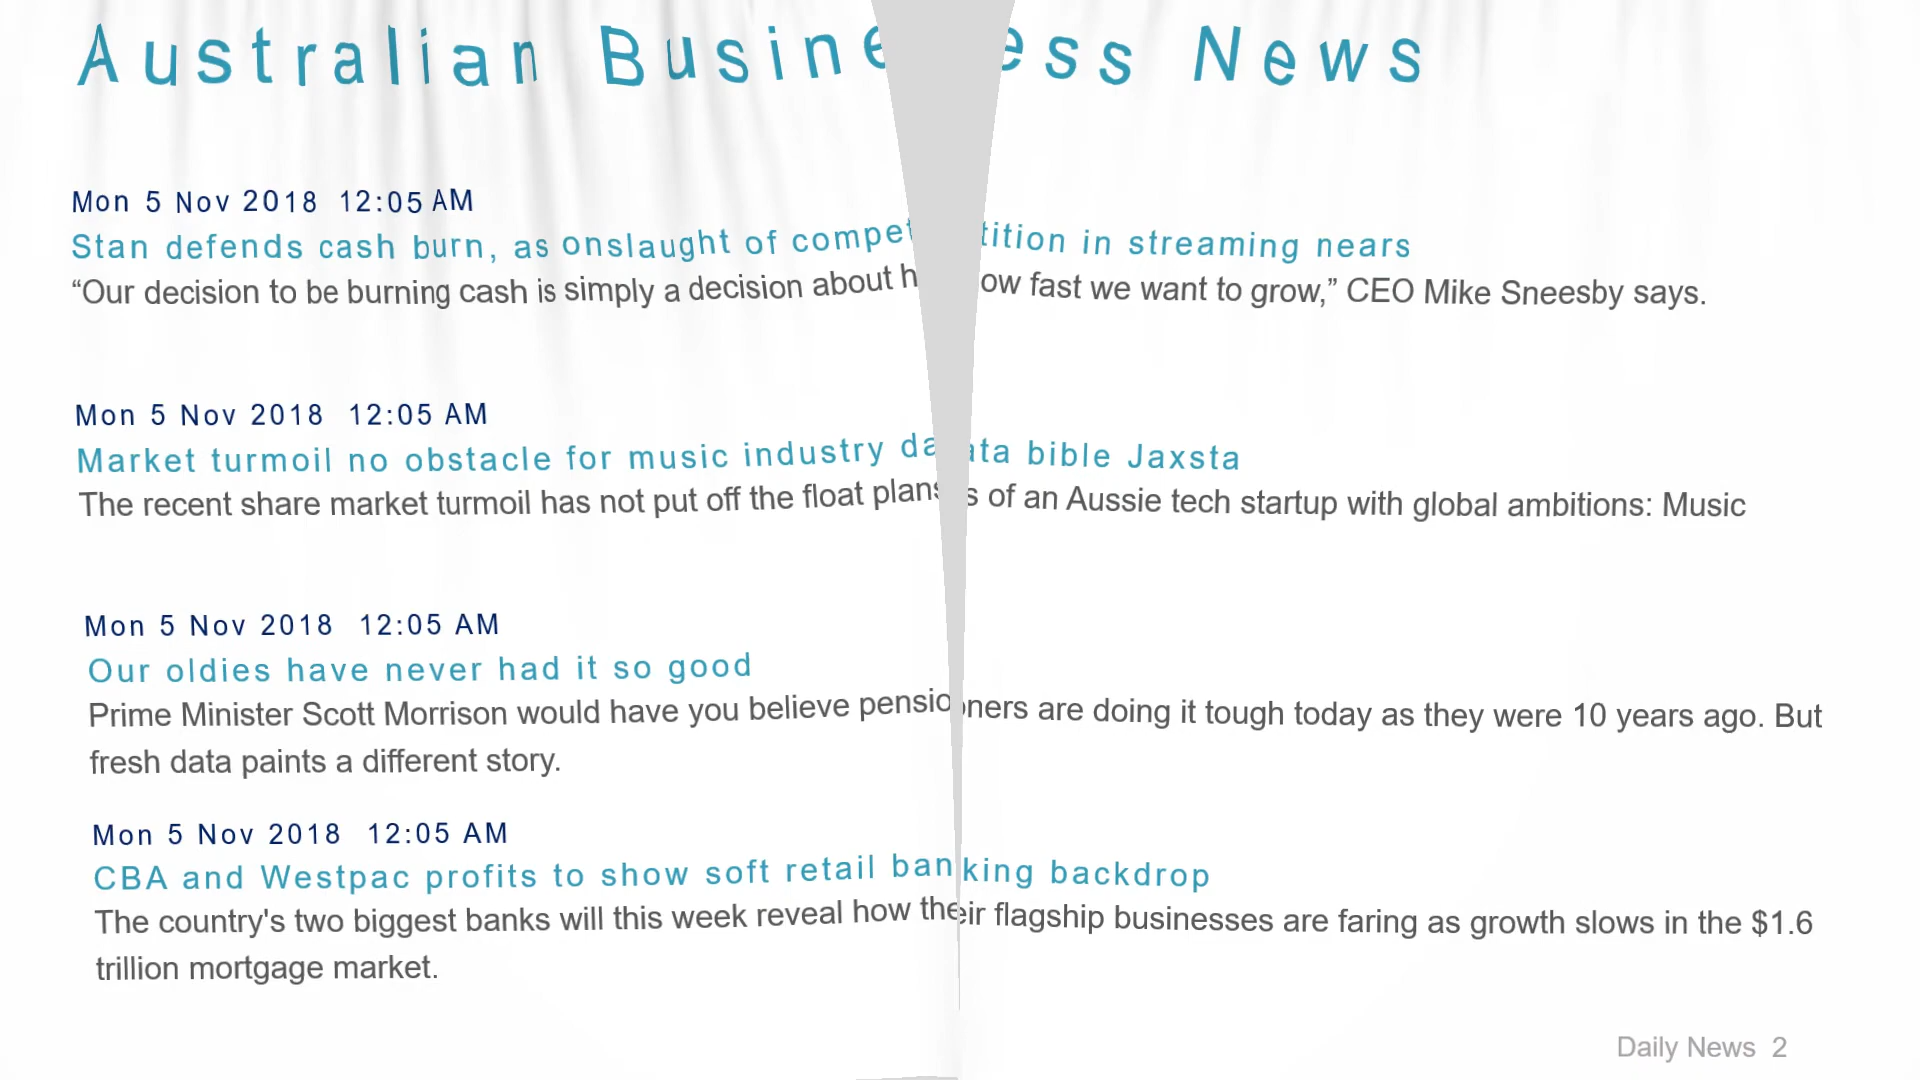 Australian Business News
Mon 5 Nov 2018 12:05 AM
Stan defends cash burn, as onslaught of competition in streaming nears
“Our decision to be burning cash is simply a decision about how fast we want to grow,” CEO Mike Sneesby says.
Mon 5 Nov 2018 12:05 AM
Market turmoil no obstacle for music industry data bible Jaxsta
The recent share market turmoil has not put off the float plans of an Aussie tech startup with global ambitions: Music
Mon 5 Nov 2018 12:05 AM
Our oldies have never had it so good
Prime Minister Scott Morrison would have you believe pensioners are doing it tough today as they were 10 years ago. But
fresh data paints a different story.
Mon 5 Nov 2018 12:05 AM
CBA and Westpac profits to show soft retail banking backdrop
The country's two biggest banks will this week reveal how their flagship businesses are faring as growth slows in the $1.6
trillion mortgage market.
Daily News 2